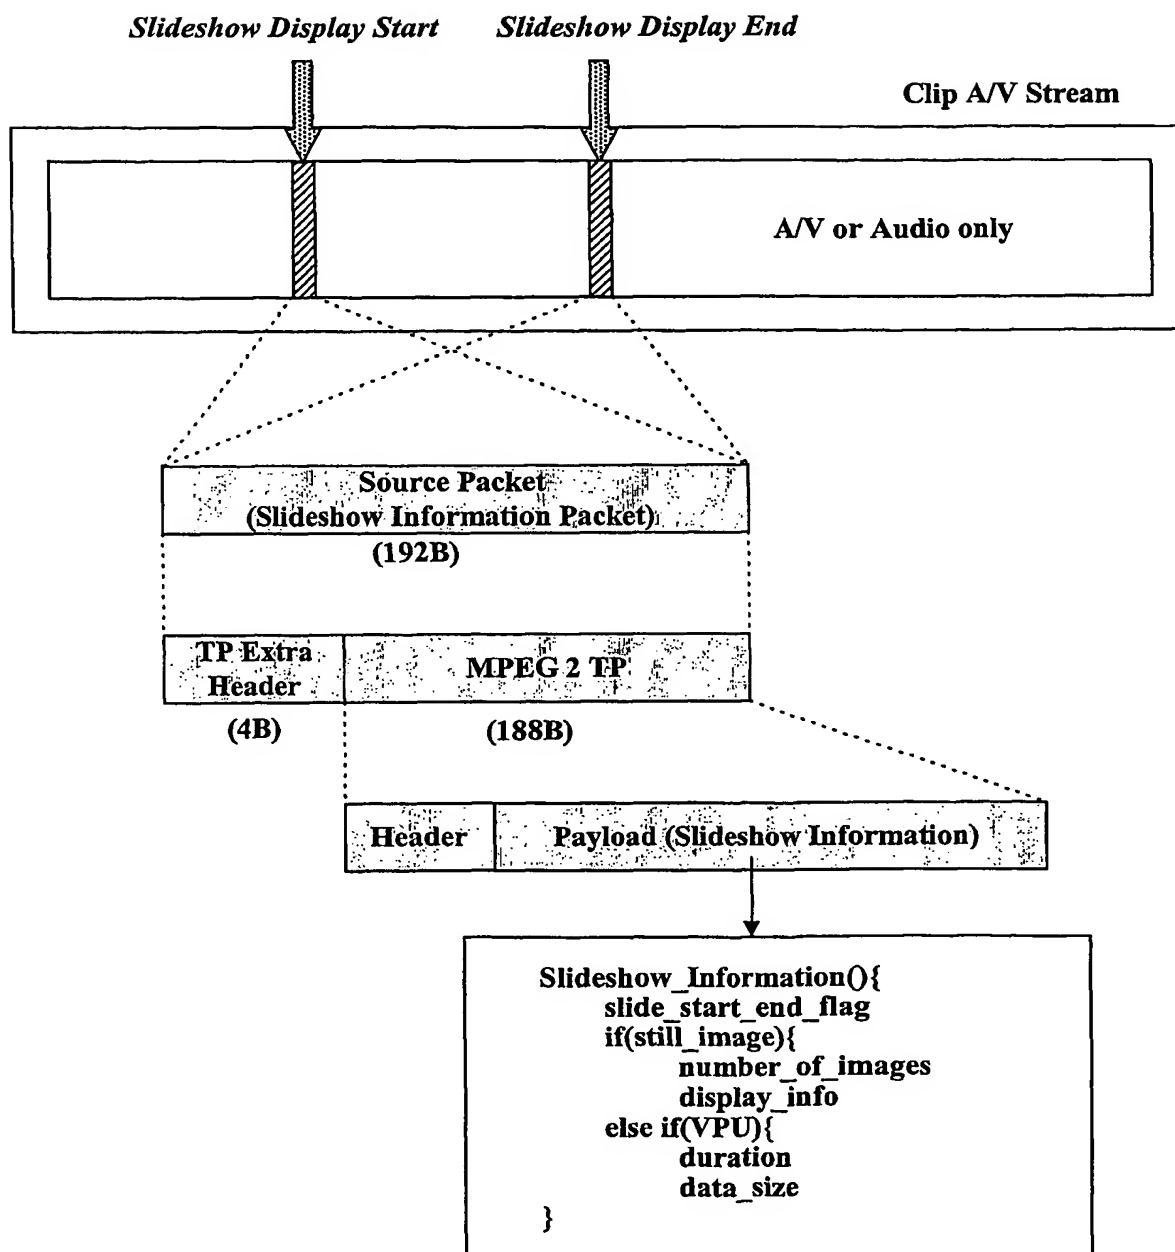 Slideshow Display Start
Slideshow Display End
Clip A/V Stream
A/V or Audio only
Source Packet
(Slideshow Information Packet)
(192B)
TP Extra
Header
MPEG 2 TP
(4B)
(188B)
Header
Payload (Slideshow Information)
Slideshow_Information(){
slide_start_end_flag
if(still_image){
number_of_images
display_info
else if(VPU){
duration
data_size
}